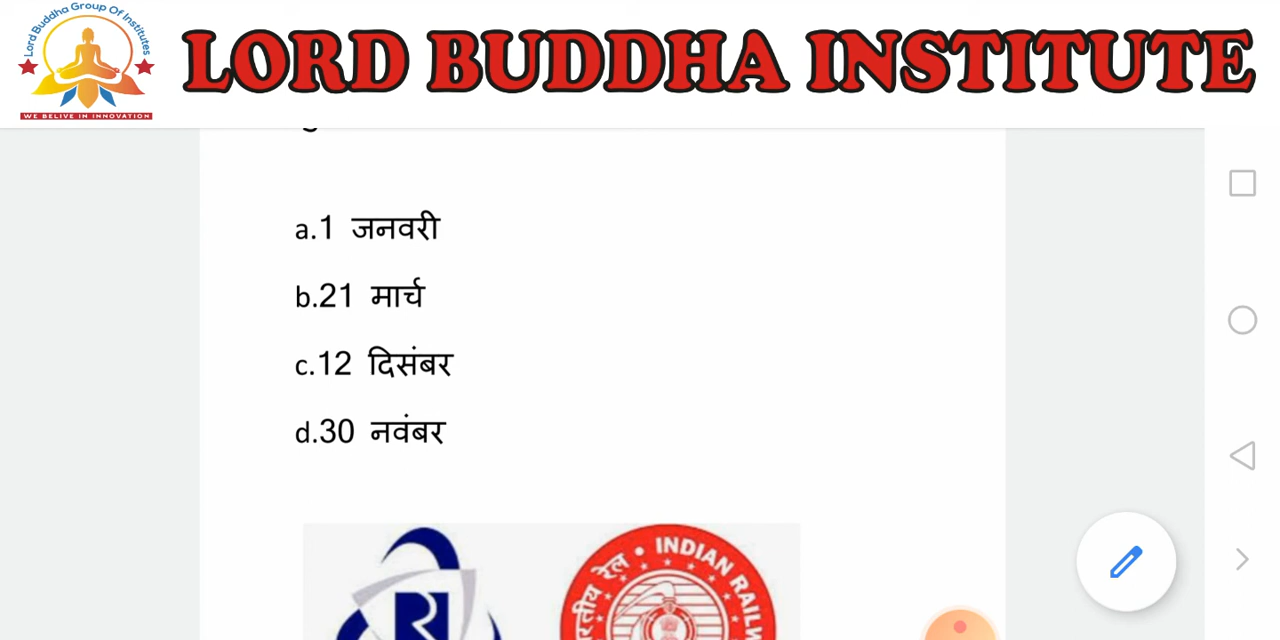 Lord Buddha Group Of Institutes
WE BELIVE IN INNOVATION
LORD BUDDHA INSTITUTE
a.1 जनवरी
b.21 मार्च
c.12 दिसंबर
d.30 नवंबर
रेल • INDIAN